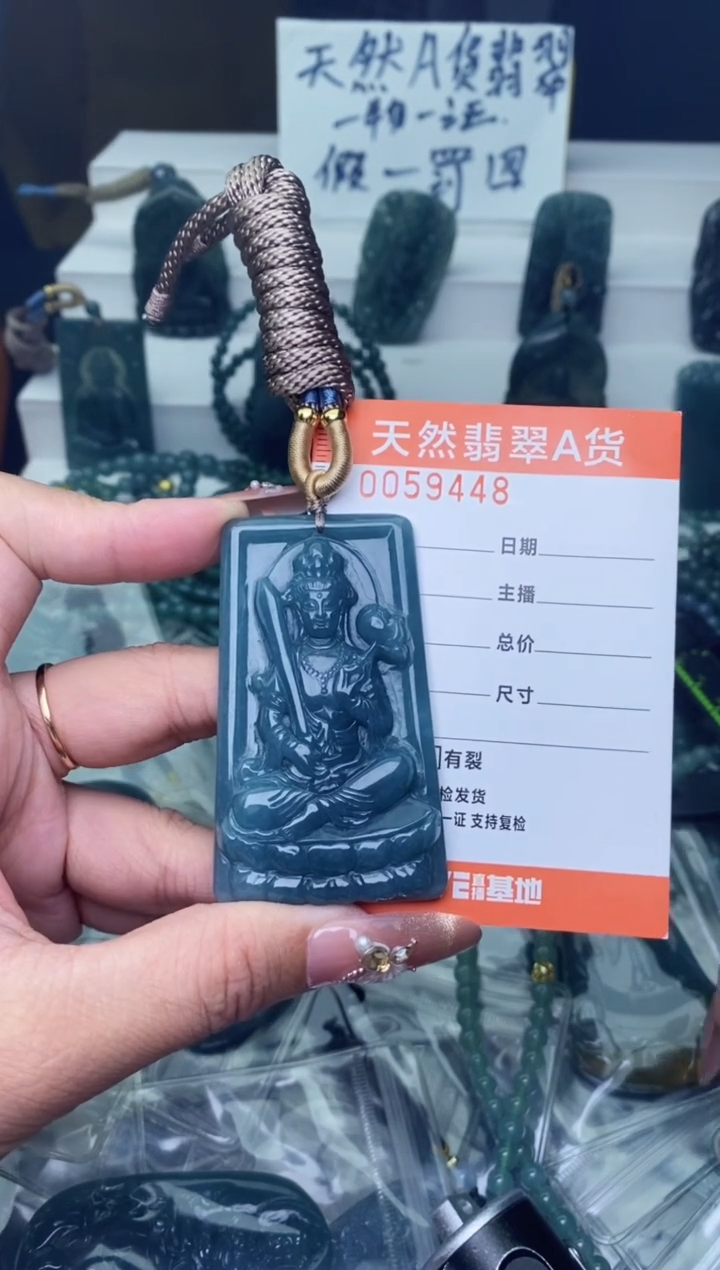 天然A货翡翠
一物一证.
假一罚四
天然翡翠A货
0059448
日期
主播
总价
尺寸
有裂
检发货
一证 支持复检
直播基地